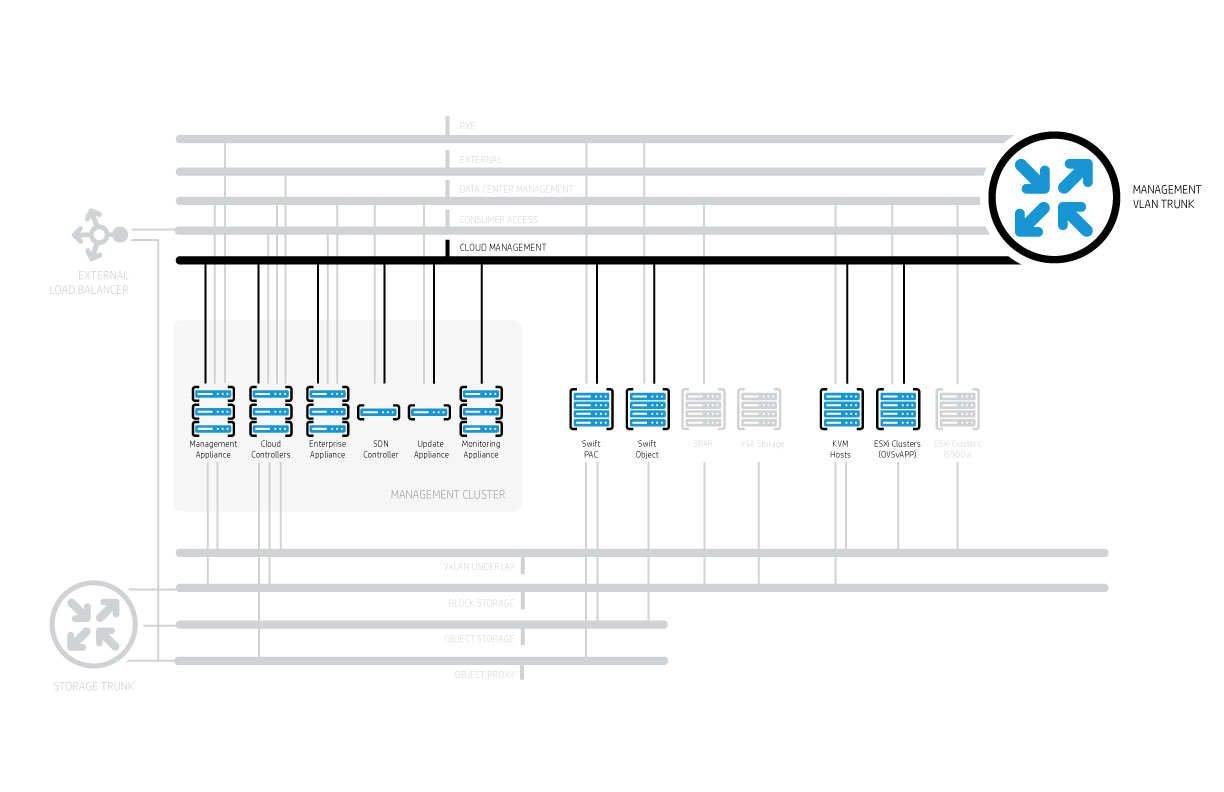 PXE
EXTERNAL
DATA CENTER MANAGEMENT
CONSUMER ACCESS
CLOUD MANAGEMENT
MANAGEMENT
VLAN TRUNK
EXTERNAL
LOAD BALANCER
Management
Appliance
Cloud
Controllers
Enterprise
Appliance
SDN
Controller
Update
Appliance
Monitoring
Appliance
Swift
PAC
Swift
Object
3PAR
VSA Storage
KVM
Hosts
ESXi Clusters
(OVSvAPP)
ESXi Clusters
(5900v)
MANAGEMENT CLUSTER
VxLAN UNDERLAY
BLOCK STORAGE
OBJECT STORAGE
OBJECT PROXY
STORAGE TRUNK